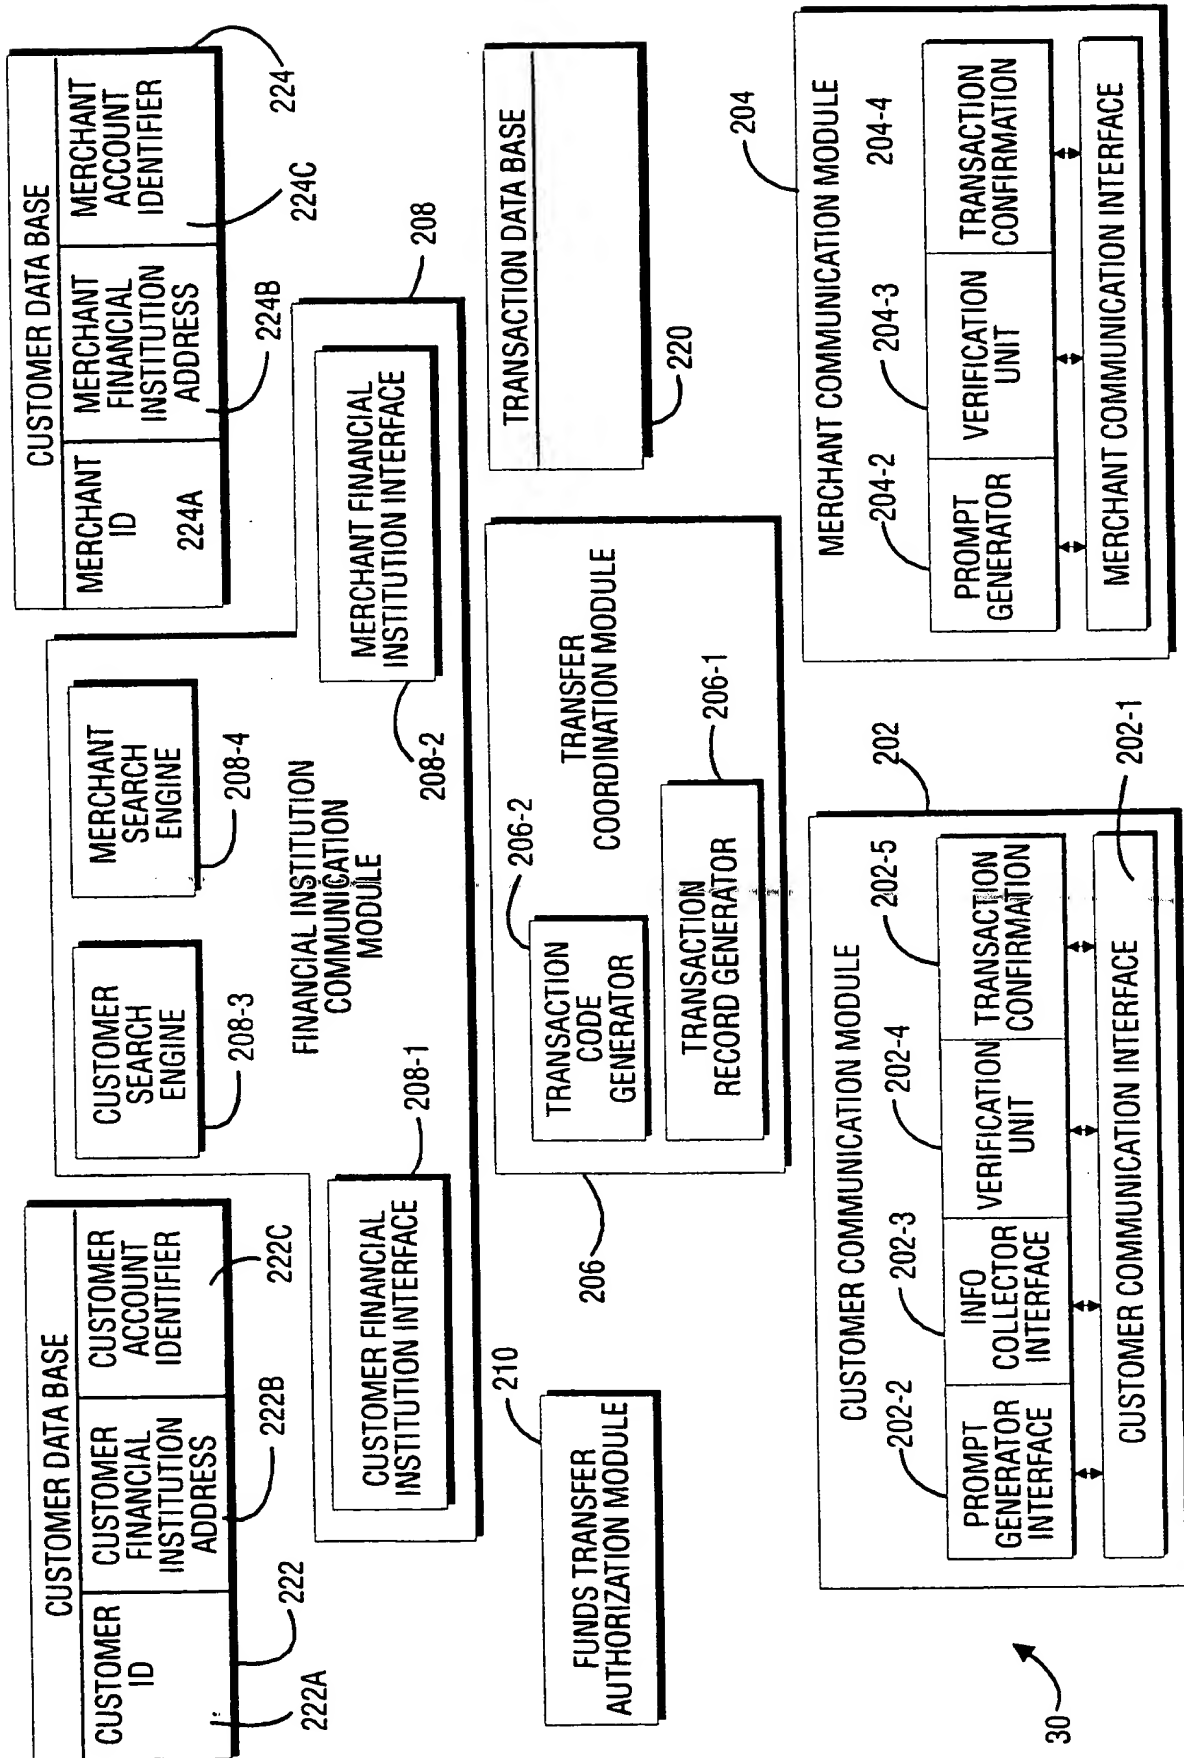 CUSTOMER DATA BASE
CUSTOMER
ID
CUSTOMER
FINANCIAL
INSTITUTION
ADDRESS
CUSTOMER
ACCOUNT
IDENTIFIER
222A
222
222B
222C
CUSTOMER
SEARCH
ENGINE
208-3
MERCHANT
SEARCH
ENGINE
208-4
CUSTOMER DATA BASE
MERCHANT
ID
224A
MERCHANT
FINANCIAL
INSTITUTION
ADDRESS
224B
MERCHANT
ACCOUNT
IDENTIFIER
224C
224
FINANCIAL INSTITUTION
COMMUNICATION
MODULE
CUSTOMER FINANCIAL
INSTITUTION INTERFACE
208-1
MERCHANT FINANCIAL
INSTITUTION INTERFACE
208-2
208
210
FUNDS TRANSFER
AUTHORIZATION MODULE
206
TRANSACTION
CODE
GENERATOR
206-2
TRANSFER
COORDINATION MODULE
TRANSACTION
RECORD GENERATOR
206-1
TRANSACTION DATA BASE
220
30
CUSTOMER COMMUNICATION MODULE
202
202-2
202-3
202-4
202-5
PROMPT
GENERATOR
INTERFACE
INFO
COLLECTOR
INTERFACE
VERIFICATION
UNIT
TRANSACTION
CONFIRMATION
CUSTOMER COMMUNICATION INTERFACE
202-1
204
MERCHANT COMMUNICATION MODULE
204-2
204-3
204-4
PROMPT
GENERATOR
VERIFICATION
UNIT
TRANSACTION
CONFIRMATION
MERCHANT COMMUNICATION INTERFACE